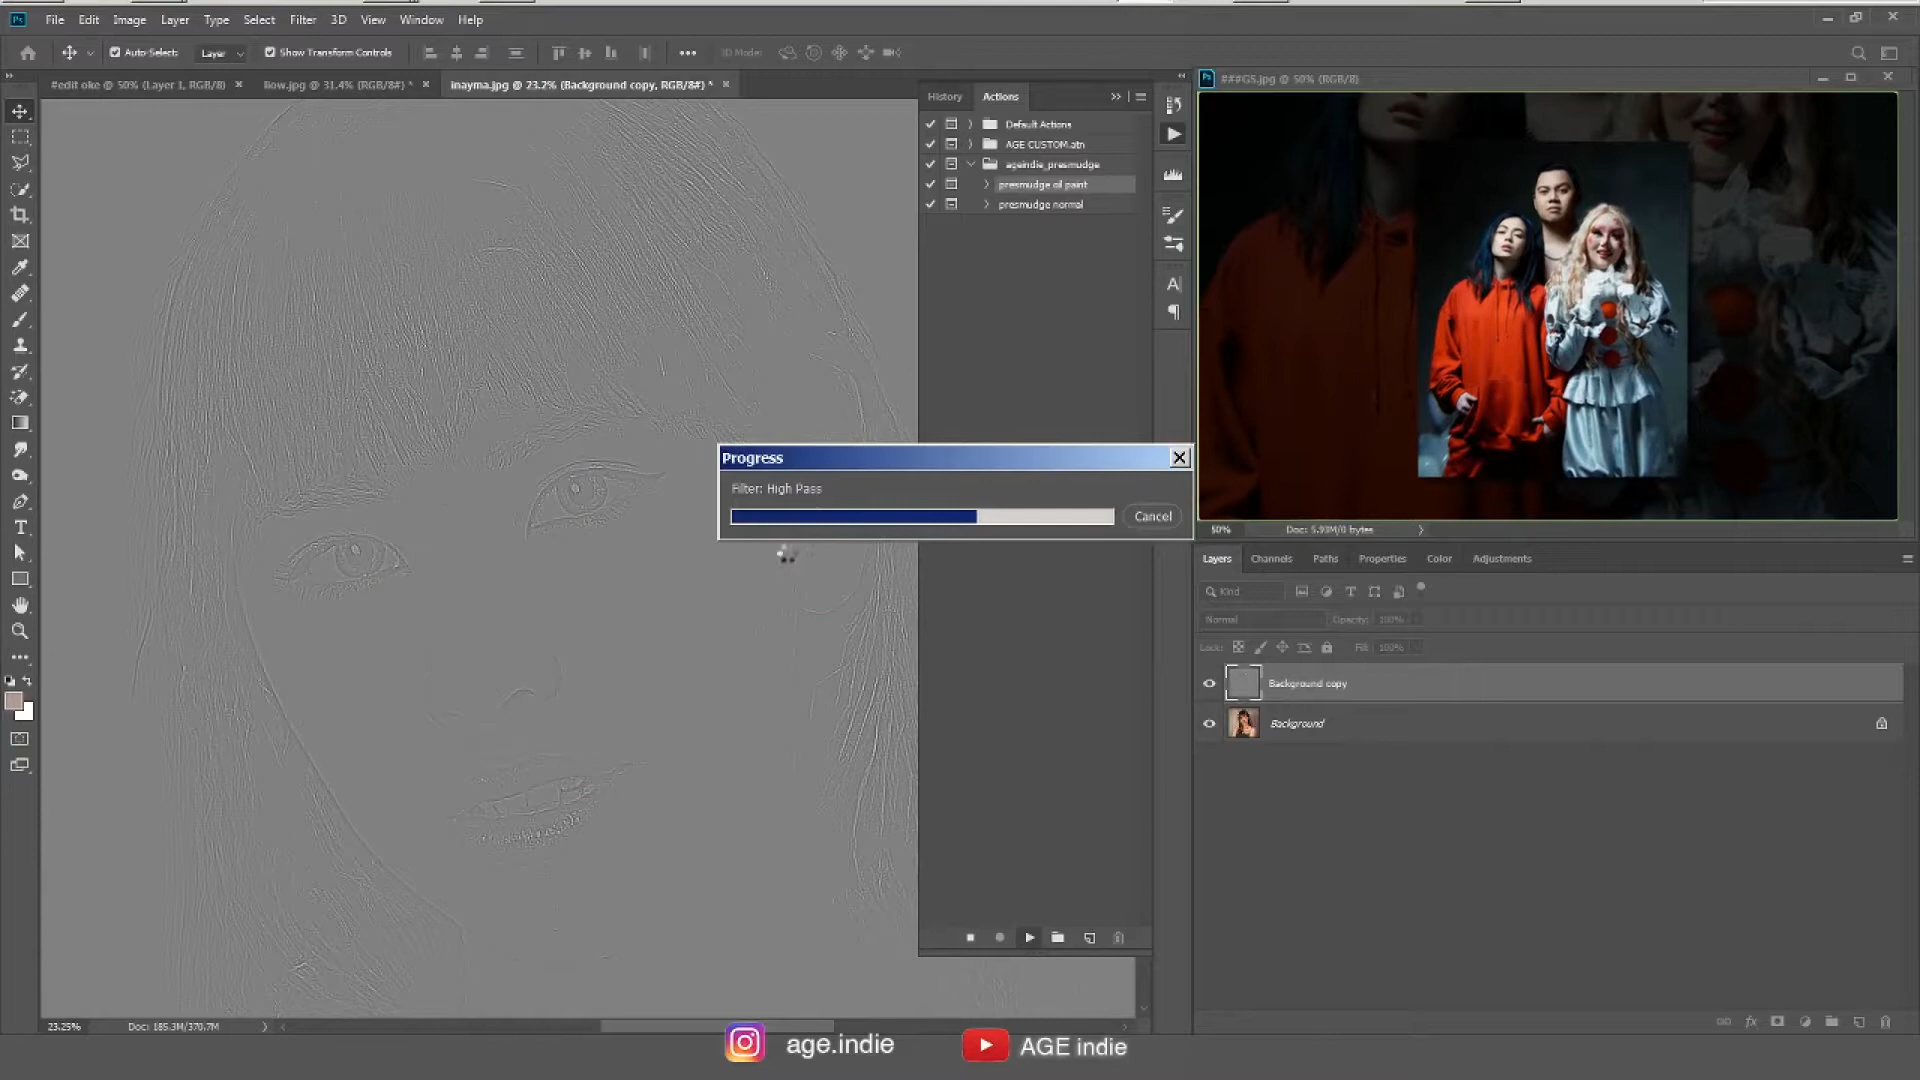 Ps File Edit Image Layer Type Select Filter 3D View Window Help
Auto-Select: Layer Show Transform Controls 3D Mode:
#edit oke @ 50% (Layer 1, RGB/8)
liow.jpg @ 31.4% (RGB/8#) *
inayma.jpg @ 23.2% (Background copy, RGB/8#) *
History Actions
Default Actions
AGE CUSTOM.atn
ageindie_presmudge
presmudge oil paint
presmudge normal
Ps ###GS.jpg @ 50% (RGB/8)
Progress
Filter: High Pass
Cancel
50% Doc: 5.93M/0 bytes
Layers Channels Paths Properties Color Adjustments
Kind
Normal Opacity: 100%
Lock: Fill: 100%
Background copy
Background
23.25% Doc: 185.3M/370.7M
age.indie
AGE indie